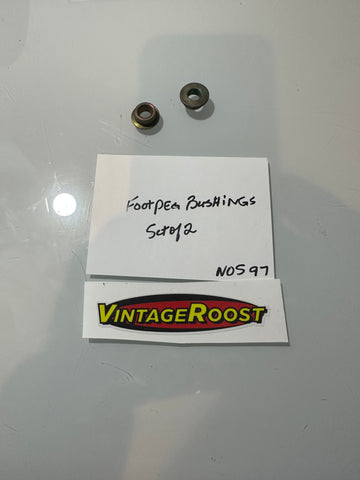 FootPEG BUSHINGS
Set of 2
NOS 97
VINTAGEROOST